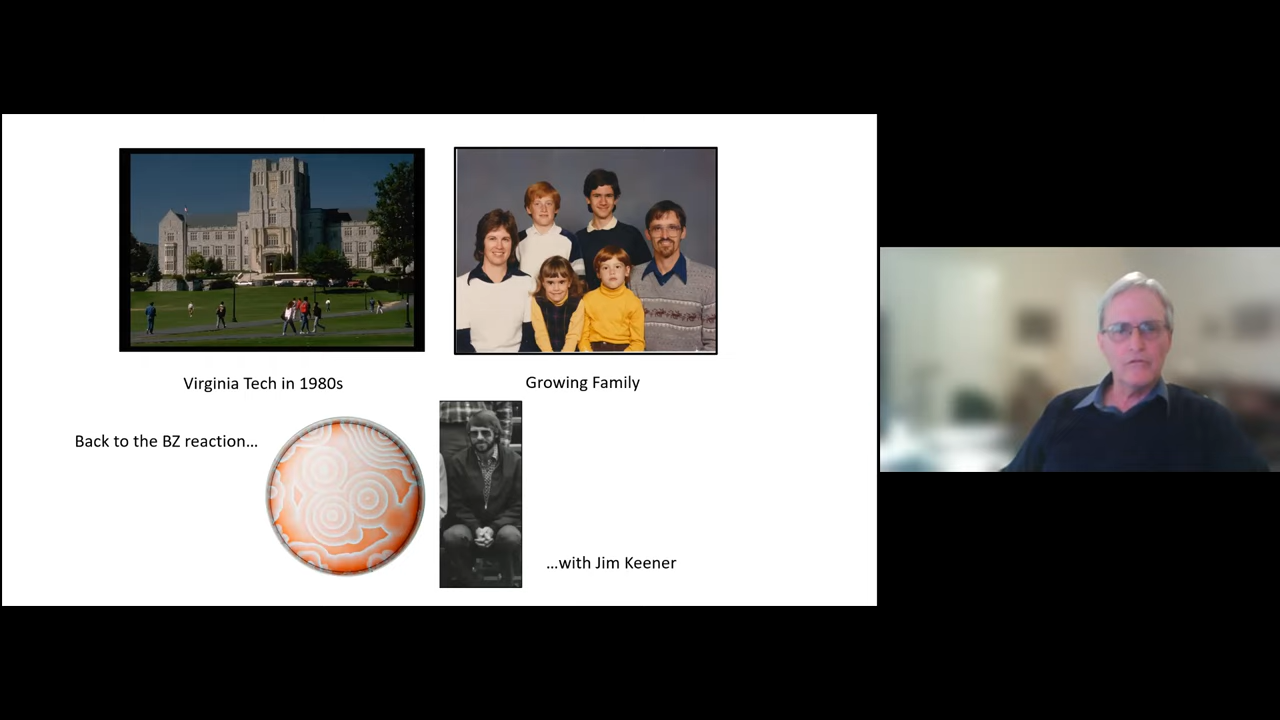 Virginia Tech in 1980s
Growing Family
Back to the BZ reaction...
...with Jim Keener